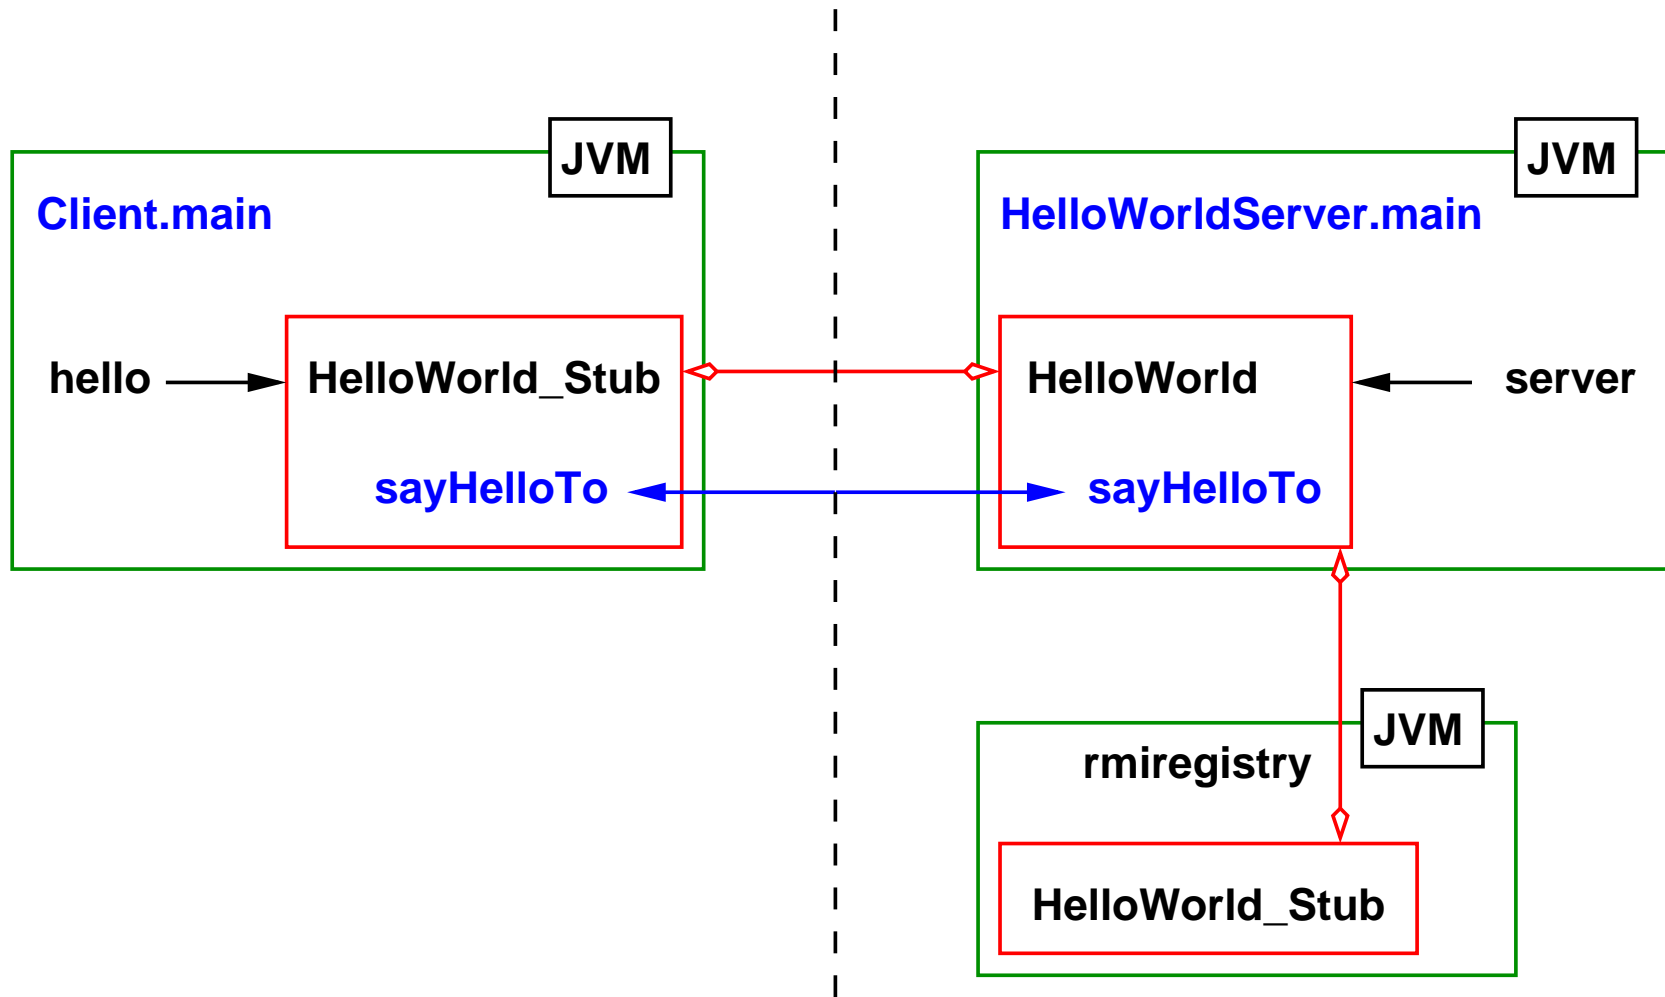 JVM
JVM
Client.main
HelloWorldServer.main
hello
HelloWorld_Stub
HelloWorld
server
sayHelloTo
sayHelloTo
JVM
rmiregistry
HelloWorld_Stub